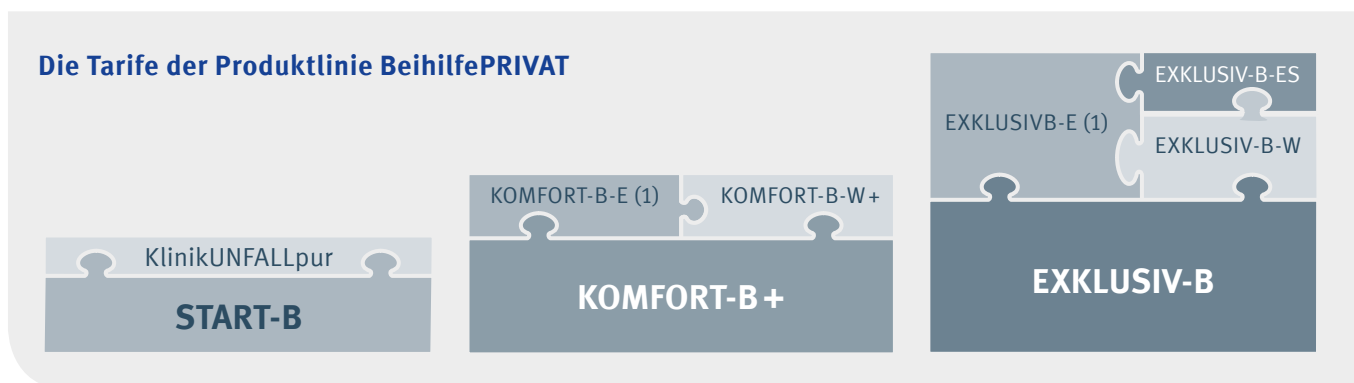 Die Tarife der Produktlinie BeihilfePRIVAT
KlinikUNFALLpur
START-B
KOMFORT-B-E (1)
KOMFORT-B-W+
KOMFORT-B+
EXKLUSIVB-E (1)
EXKLUSIV-B-ES
EXKLUSIV-B-W
EXKLUSIV-B